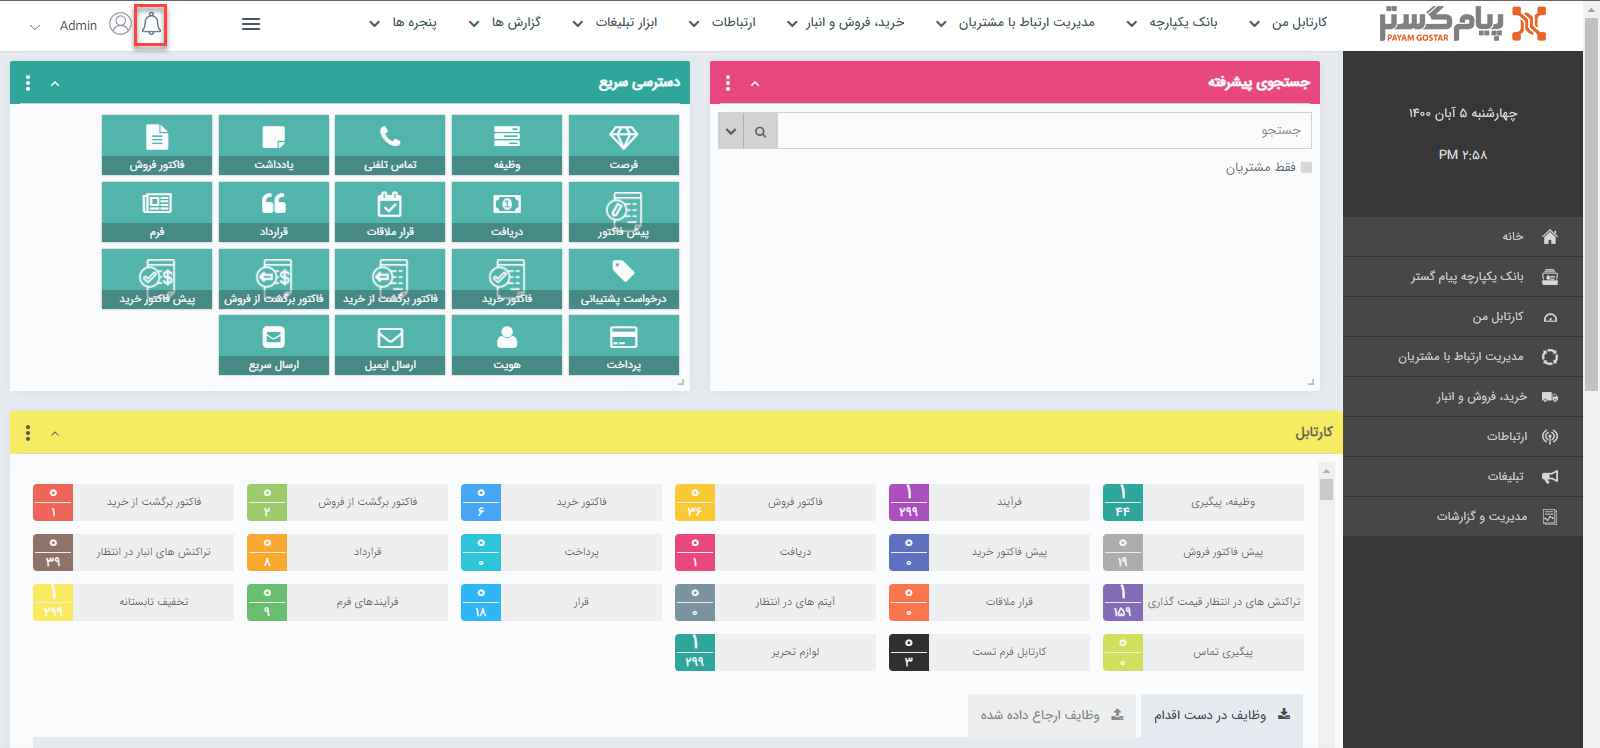 پیام گستر
PAYAM GOSTAR
کارتابل من
بانک یکپارچه
مدیریت ارتباط با مشتریان
خرید، فروش و انبار
ارتباطات
ابزار تبلیغات
گزارش ها
پنجره ها
Admin
چهارشنبه ۵ آبان ۱۴۰۰
۲:۵۸ PM
خانه
بانک یکپارچه پیام گستر
کارتابل من
مدیریت ارتباط با مشتریان
خرید، فروش و انبار
ارتباطات
تبلیغات
مدیریت و گزارشات
جستجوی پیشرفته
جستجو
فقط مشتریان
دسترسی سریع
فرصت
وظیفه
تماس تلفنی
یادداشت
فاکتور فروش
پیش فاکتور
دریافت
قرار ملاقات
قرارداد
فرم
درخواست پشتیبانی
فاکتور خرید
فاکتور برگشت از خرید
فاکتور برگشت از فروش
پیش فاکتور خرید
پرداخت
هویت
ارسال ایمیل
ارسال سریع
کارتابل
وظیفه، پیگیری
۱
۴۴
فرآیند
۱
۲۹۹
فاکتور فروش
۰
۳۶
فاکتور خرید
۰
۶
فاکتور برگشت از فروش
۰
۲
فاکتور برگشت از خرید
۰
۱
پیش فاکتور فروش
۰
۱۹
پیش فاکتور خرید
۰
۰
دریافت
۰
۱
پرداخت
۰
۰
قرارداد
۰
۸
تراکنش های انبار در انتظار
۰
۳۹
تراکنش های در انتظار قیمت گذاری
۱
۱۵۹
قرار ملاقات
۰
۰
آیتم های در انتظار
۰
۰
قرار
۰
۱۸
فرآیندهای فرم
۰
۹
تخفیف تابستانه
۱
۲۹۹
پیگیری تماس
۰
۰
کارتابل فرم تست
۰
۳
لوازم تحریر
۱
۲۹۹
وظایف در دست اقدام
وظایف ارجاع داده شده